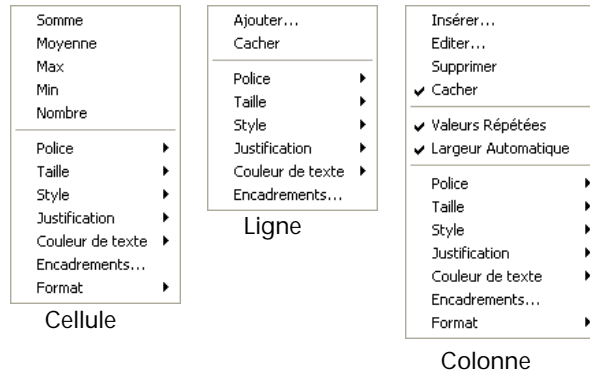 Somme
Moyenne
Max
Min
Nombre
Police
Taille
Style
Justification
Couleur de texte
Encadrements...
Format
Cellule
Ajouter...
Cacher
Police
Taille
Style
Justification
Couleur de texte
Encadrements...
Ligne
Insérer...
Editer...
Supprimer
Cacher
Valeurs Répétées
Largeur Automatique
Police
Taille
Style
Justification
Couleur de texte
Encadrements...
Format
Colonne